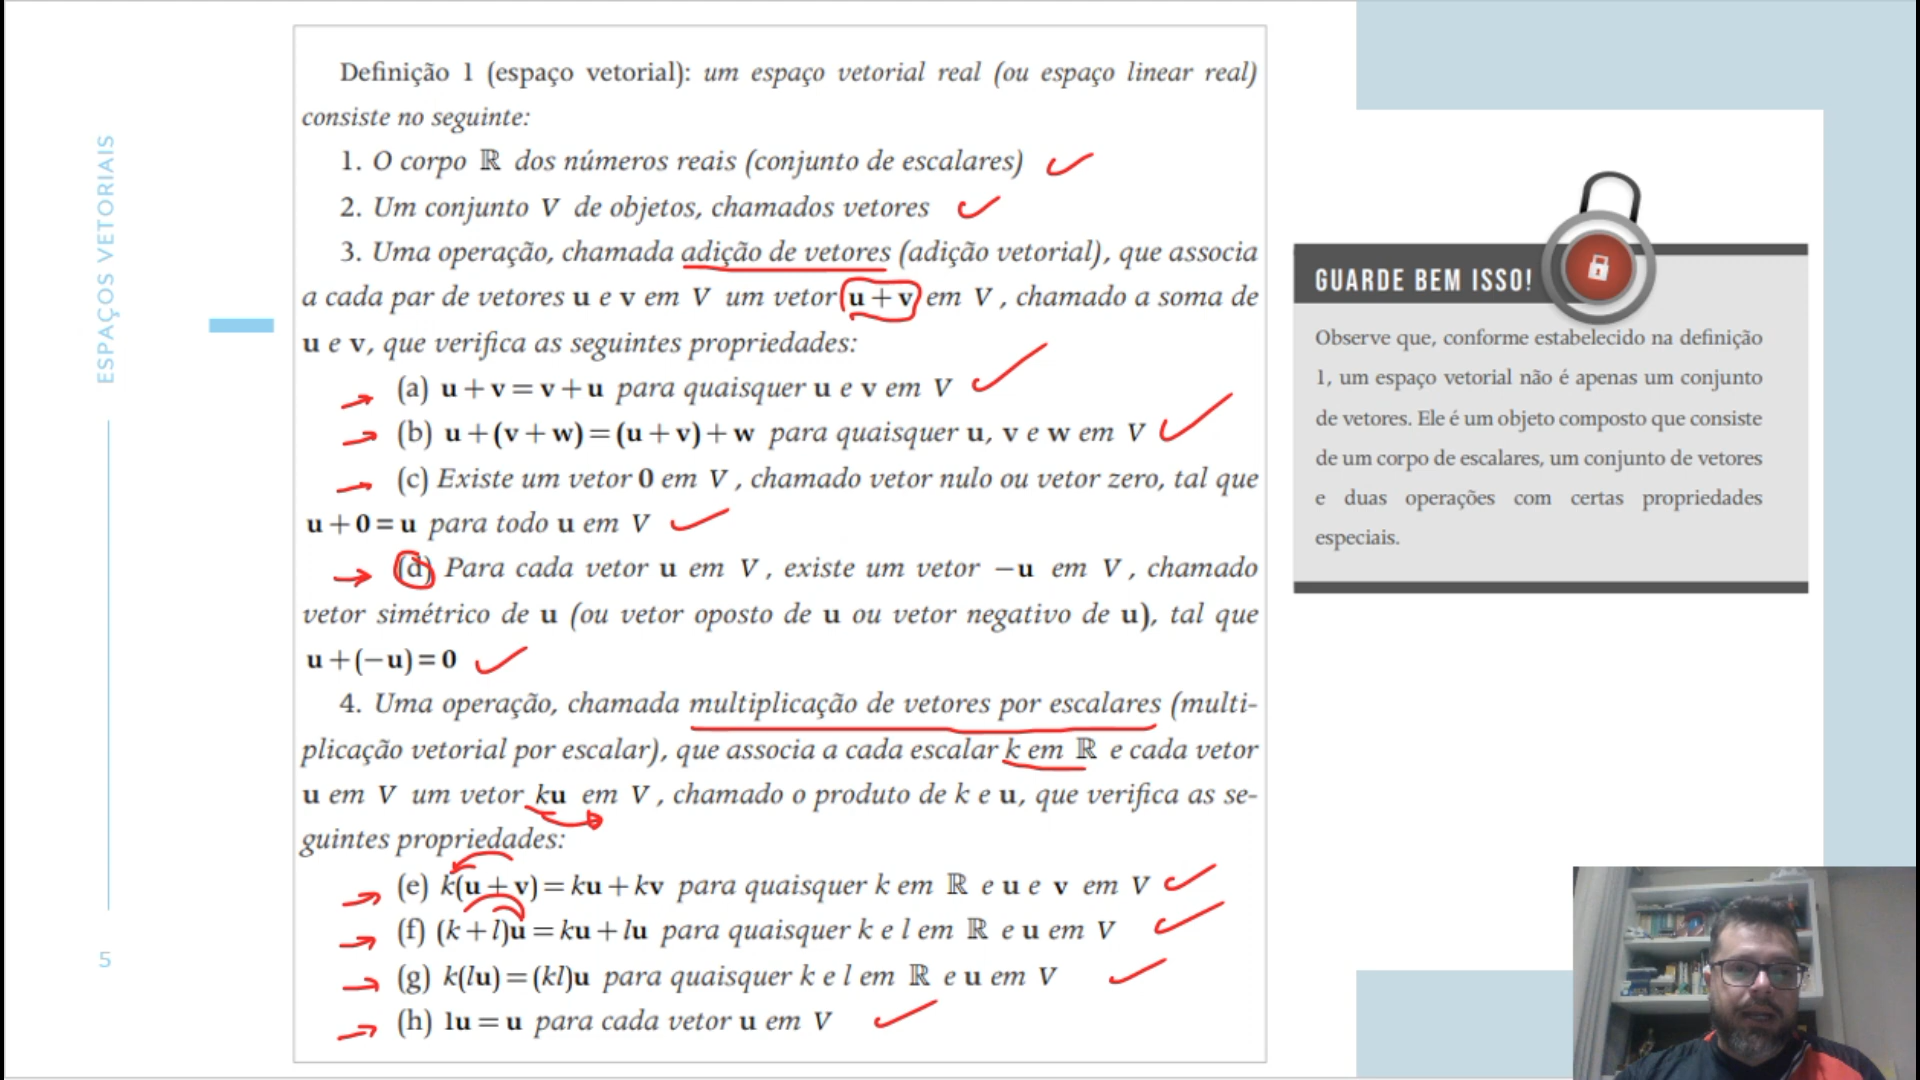 ESPAÇOS VETORIAIS
5
Definição 1 (espaço vetorial): um espaço vetorial real (ou espaço linear real)
consiste no seguinte:
1. O corpo ℝ dos números reais (conjunto de escalares)
2. Um conjunto V de objetos, chamados vetores
3. Uma operação, chamada adição de vetores (adição vetorial), que associa
a cada par de vetores u e v em V um vetor u + v em V, chamado a soma de
u e v, que verifica as seguintes propriedades:
(a) u + v = v + u para quaisquer u e v em V
(b) u + (v + w) = (u + v) + w para quaisquer u, v e w em V
(c) Existe um vetor 0 em V, chamado vetor nulo ou vetor zero, tal que
u + 0 = u para todo u em V
(d) Para cada vetor u em V, existe um vetor −u em V, chamado
vetor simétrico de u (ou vetor oposto de u ou vetor negativo de u), tal que
u + (−u) = 0
4. Uma operação, chamada multiplicação de vetores por escalares (multi-
plicação vetorial por escalar), que associa a cada escalar k em ℝ e cada vetor
u em V um vetor ku em V, chamado o produto de k e u, que verifica as se-
guintes propriedades:
(e) k(u + v) = ku + kv para quaisquer k em ℝ e u e v em V
(f) (k + l)u = ku + lu para quaisquer k e l em ℝ e u em V
(g) k(lu) = (kl)u para quaisquer k e l em ℝ e u em V
(h) 1u = u para cada vetor u em V
GUARDE BEM ISSO!
Observe que, conforme estabelecido na definição
1, um espaço vetorial não é apenas um conjunto
de vetores. Ele é um objeto composto que consiste
de um corpo de escalares, um conjunto de vetores
e duas operações com certas propriedades
especiais.